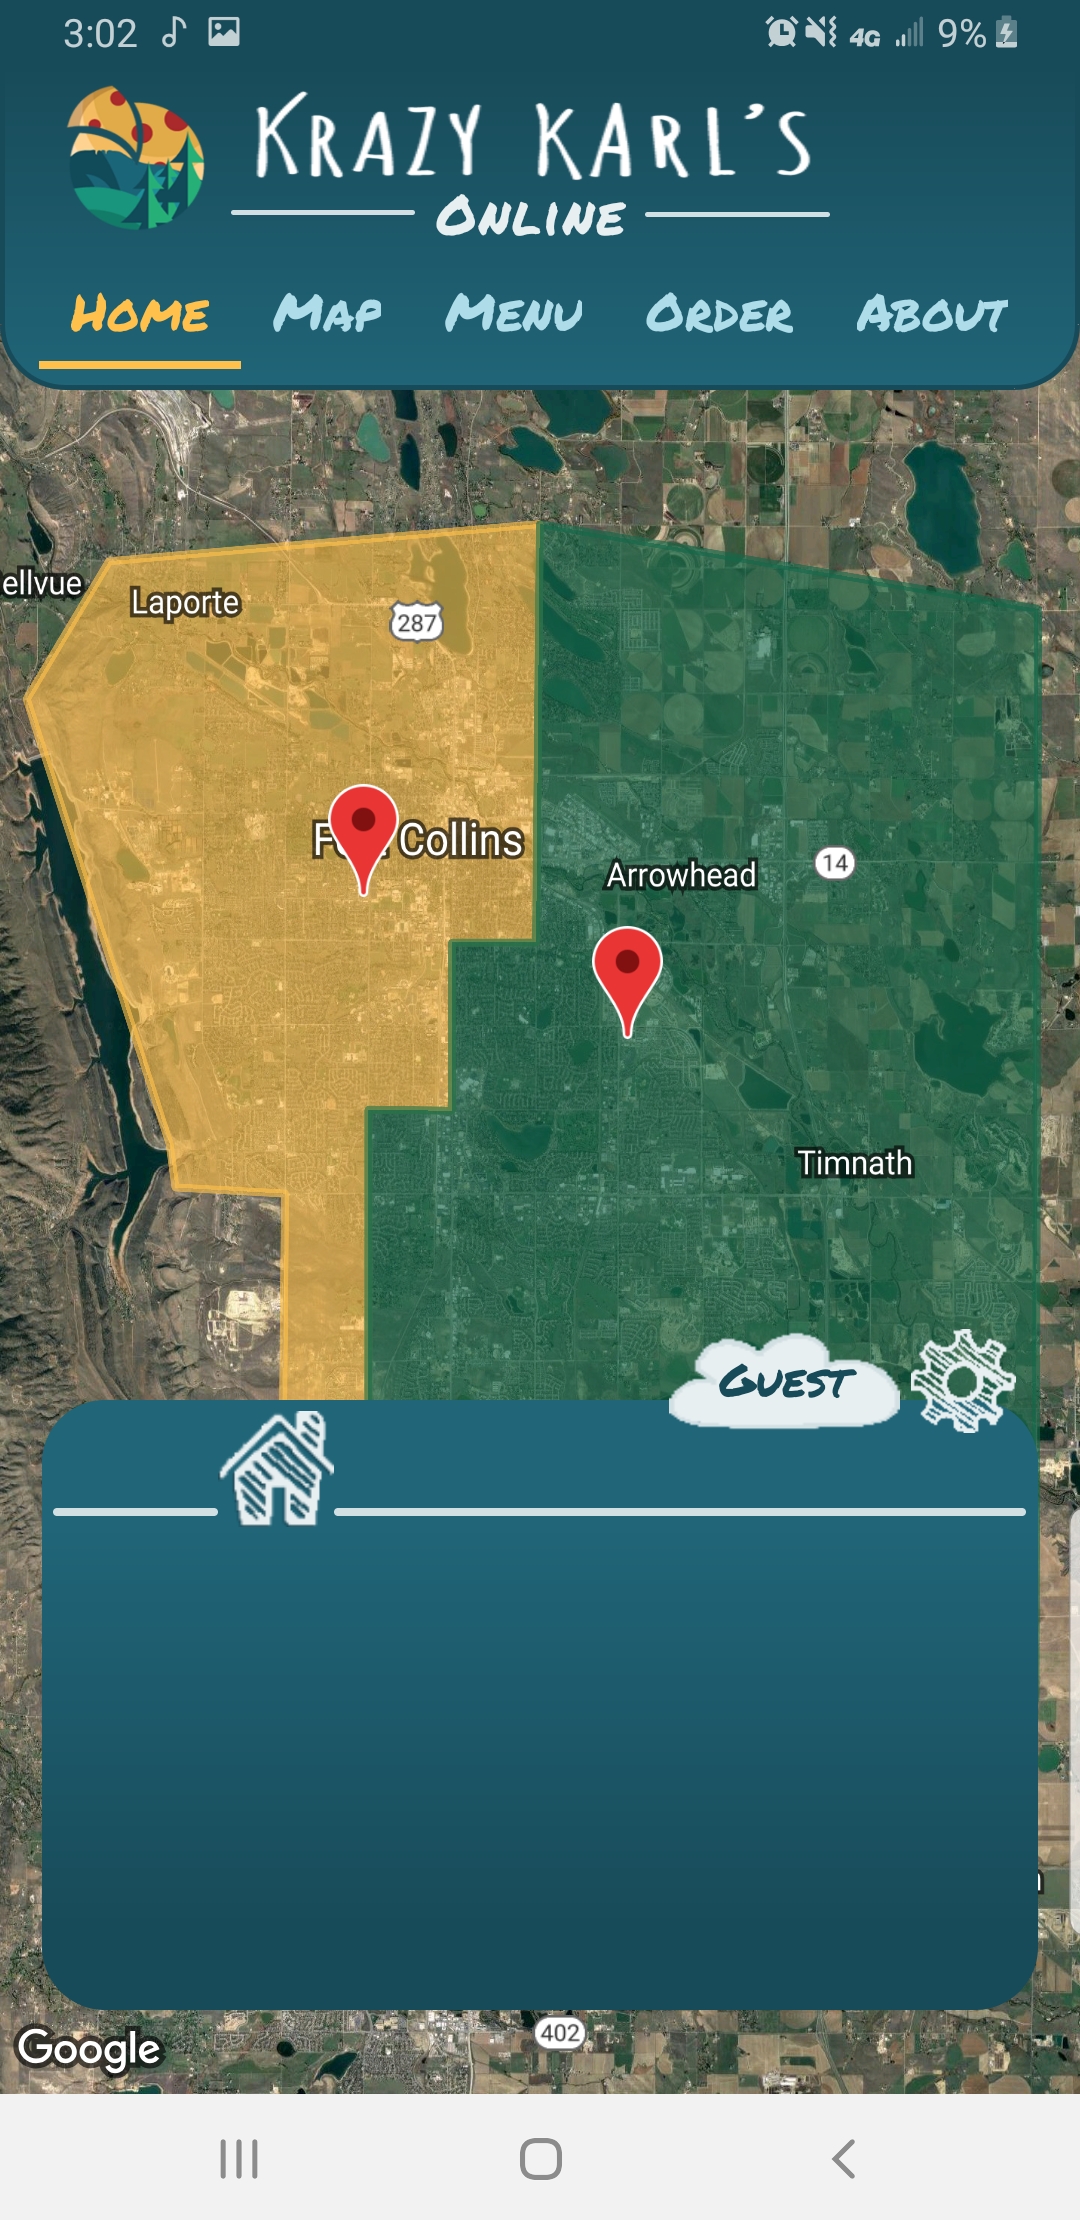 3:02 4G 9%
KRAZY KARL'S
ONLINE
HOME MAP MENU ORDER ABOUT
ellvue
Laporte
287
Collins
Arrowhead
14
Timnath
GUEST
402
Google